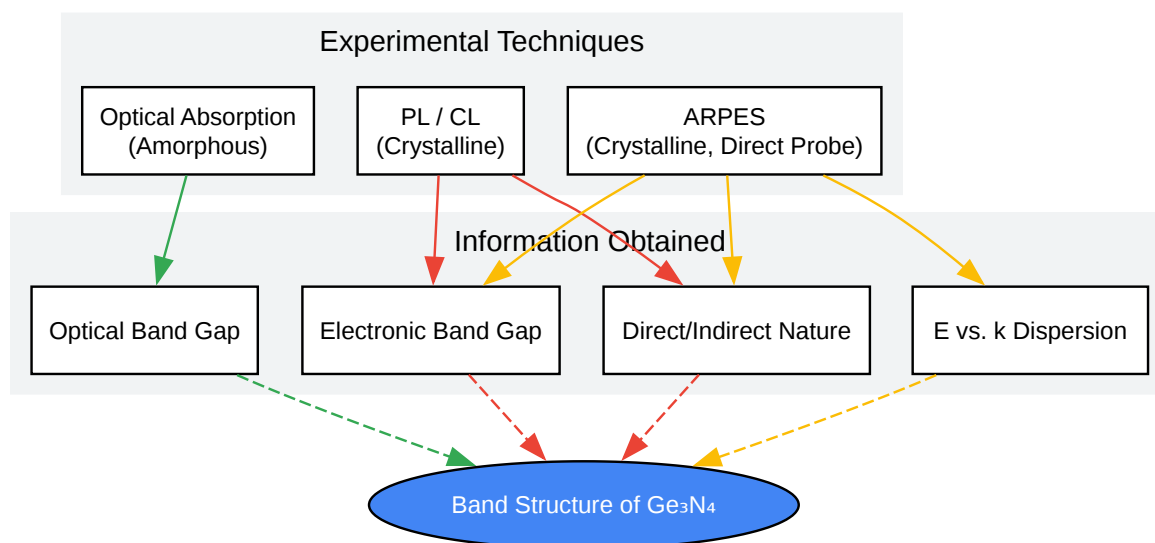 Experimental Techniques
Optical Absorption
(Amorphous)
PL / CL
(Crystalline)
ARPES
(Crystalline, Direct Probe)
Information Obtained
Optical Band Gap
Electronic Band Gap
Direct/Indirect Nature
E vs. k Dispersion
Band Structure of Ge₃N₄